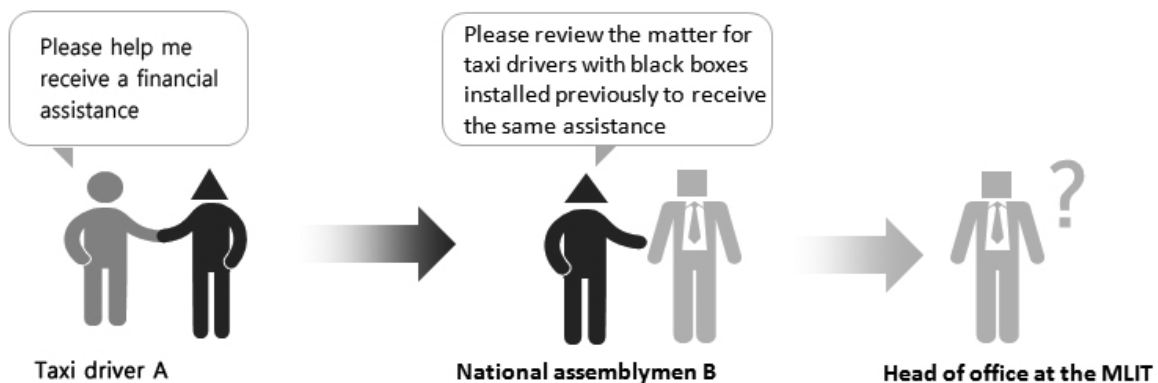 Please help me
receive a financial
assistance
Please review the matter for
taxi drivers with black boxes
installed previously to receive
the same assistance
?
Taxi driver A
National assemblymen B
Head of office at the MLIT